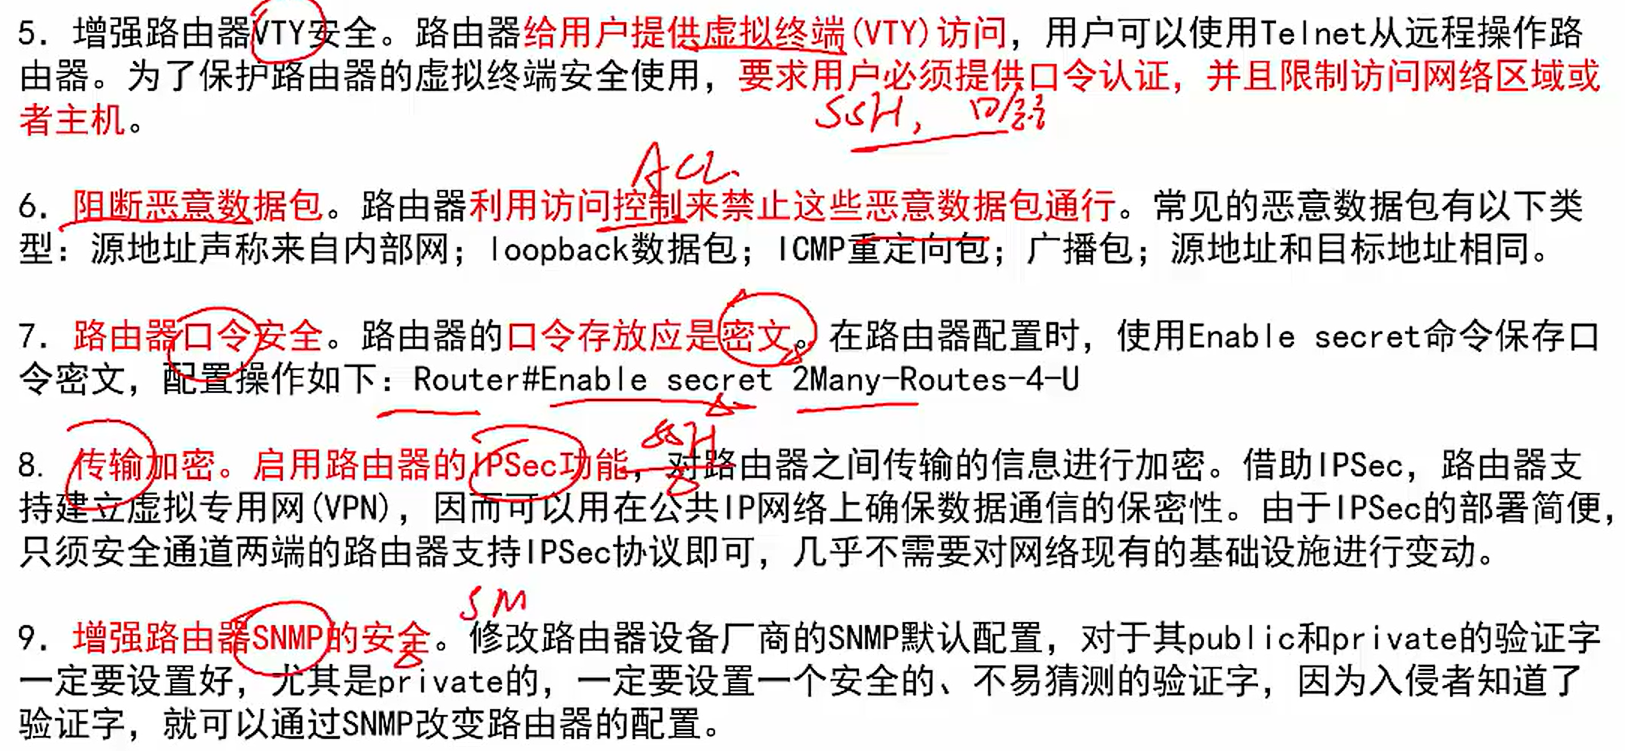 5. 增强路由器VTY安全。路由器给用户提供虚拟终端(VTY)访问，用户可以使用Telnet从远程操作路
由器。为了保护路由器的虚拟终端安全使用，要求用户必须提供口令认证，并且限制访问网络区域或
者主机。
SSH,
ACL
6. 阻断恶意数据包。路由器利用访问控制来禁止这些恶意数据包通行。常见的恶意数据包有以下类
型：源地址声称来自内部网；loopback数据包；ICMP重定向包；广播包；源地址和目标地址相同。
7. 路由器口令安全。路由器的口令存放应是密文。在路由器配置时，使用Enable secret命令保存口
令密文，配置操作如下：Router#Enable secret 2Many-Routes-4-U
SSH
8. 传输加密。启用路由器的IPSec功能，对路由器之间传输的信息进行加密。借助IPSec，路由器支
持建立虚拟专用网(VPN)，因而可以用在公共IP网络上确保数据通信的保密性。由于IPSec的部署简便，
只须安全通道两端的路由器支持IPSec协议即可，几乎不需要对网络现有的基础设施进行变动。
SM
9. 增强路由器SNMP的安全。修改路由器设备厂商的SNMP默认配置，对于其public和private的验证字
一定要设置好，尤其是private的，一定要设置一个安全的、不易猜测的验证字，因为入侵者知道了
验证字，就可以通过SNMP改变路由器的配置。